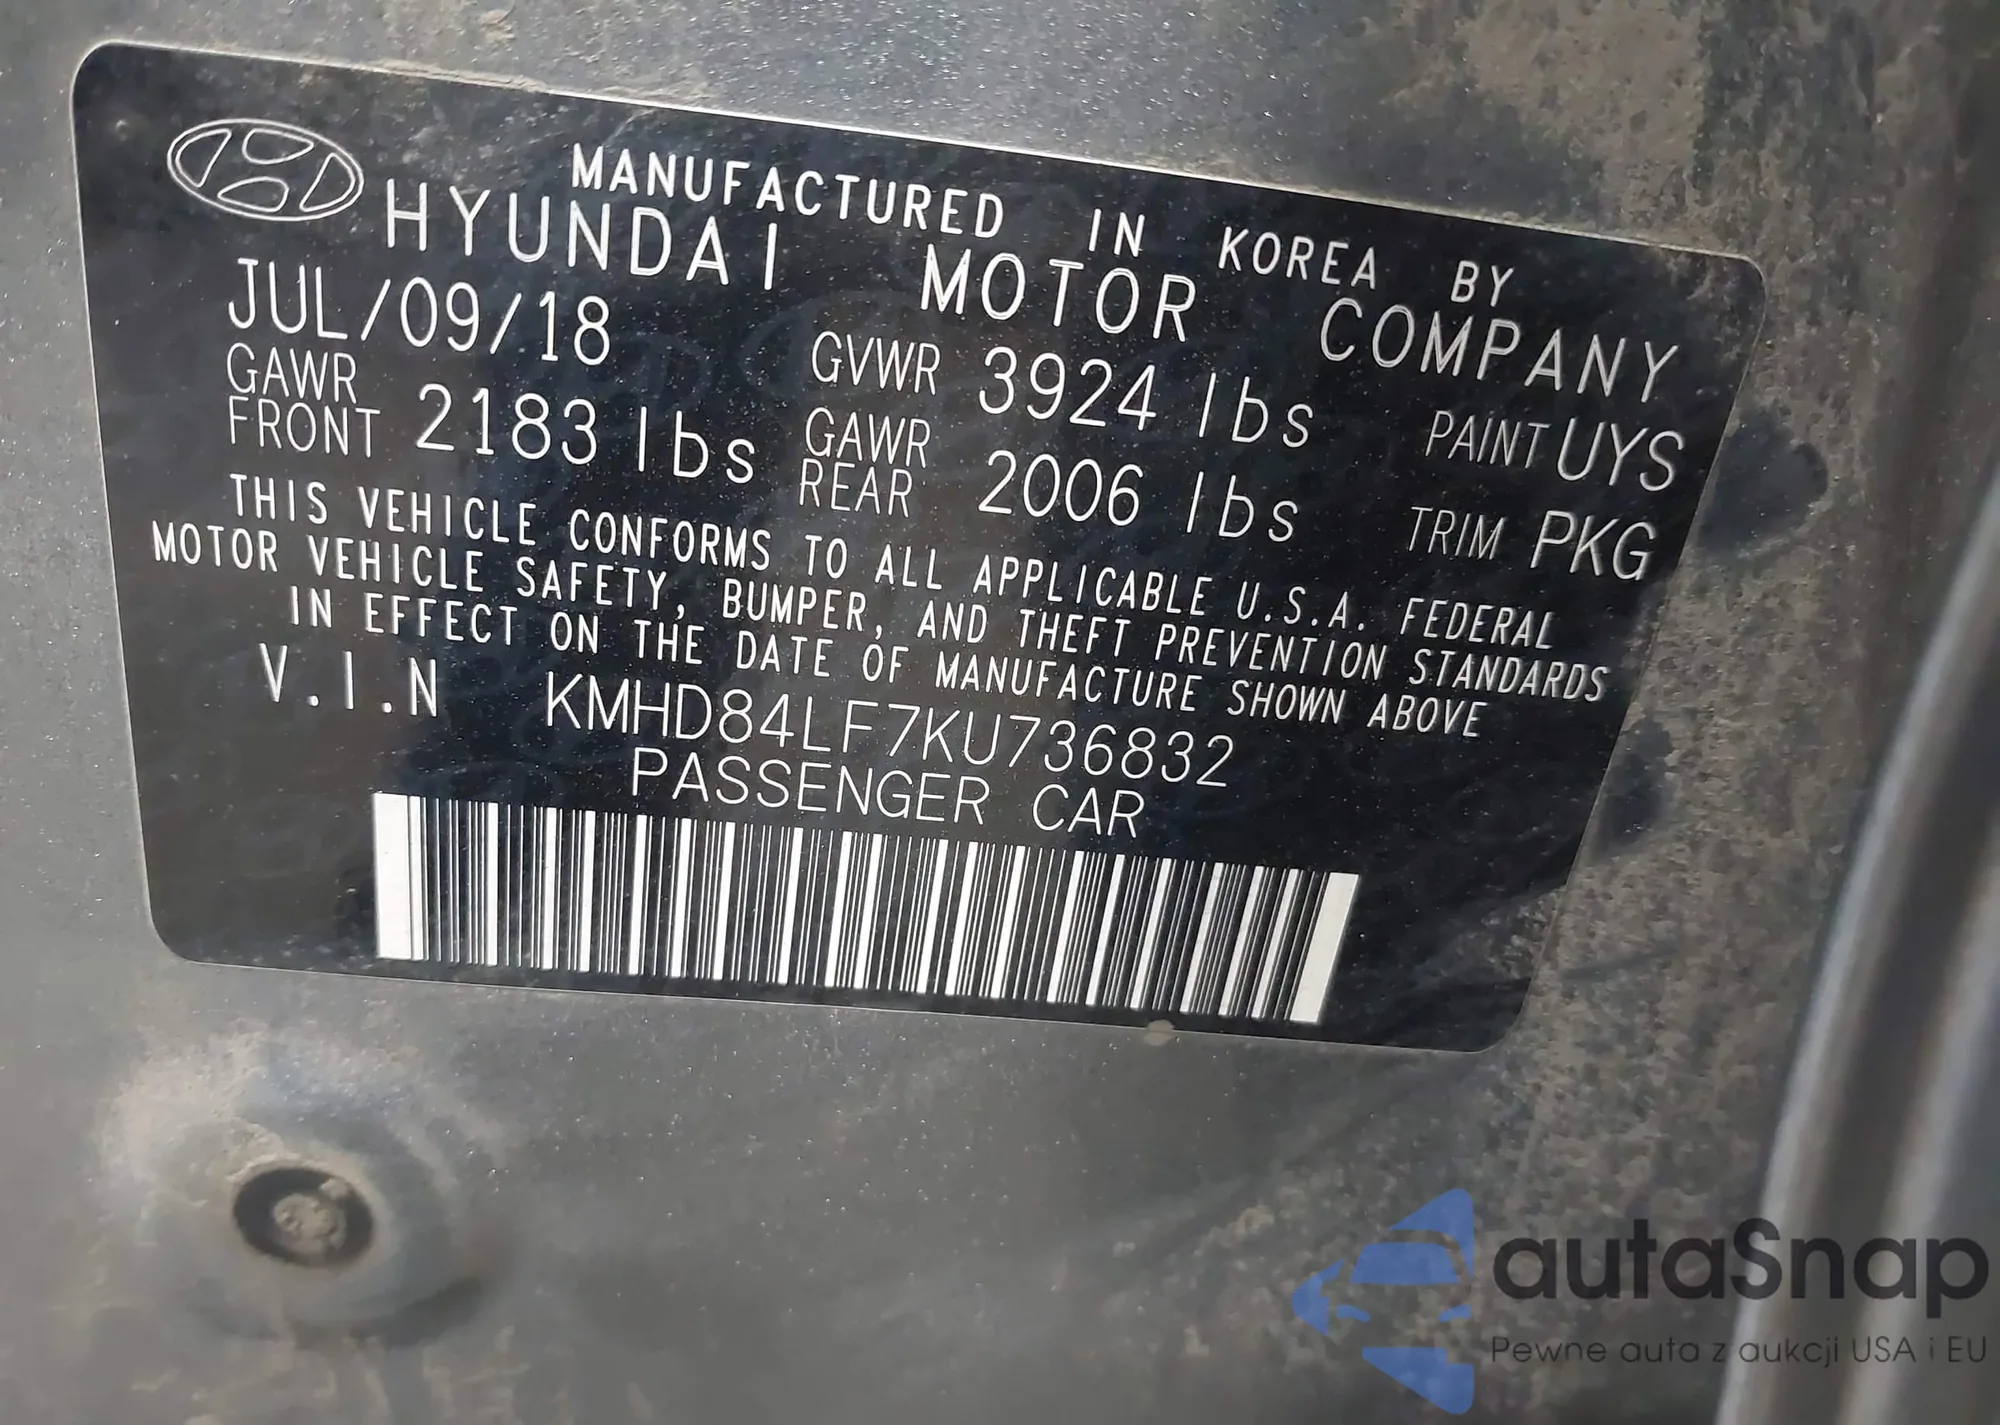 MANUFACTURED IN KOREA BY
HYUNDAI MOTOR COMPANY
JUL/09/18 GVWR 3924 lbs PAINT UYS
GAWR FRONT 2183 lbs GAWR REAR 2006 lbs TRIM PKG
THIS VEHICLE CONFORMS TO ALL APPLICABLE U.S.A. FEDERAL
MOTOR VEHICLE SAFETY, BUMPER, AND THEFT PREVENTION STANDARDS
IN EFFECT ON THE DATE OF MANUFACTURE SHOWN ABOVE
V.I.N KMHD84LF7KU736832
PASSENGER CAR
autaSnap
Pewne auta z aukcji USA i EU